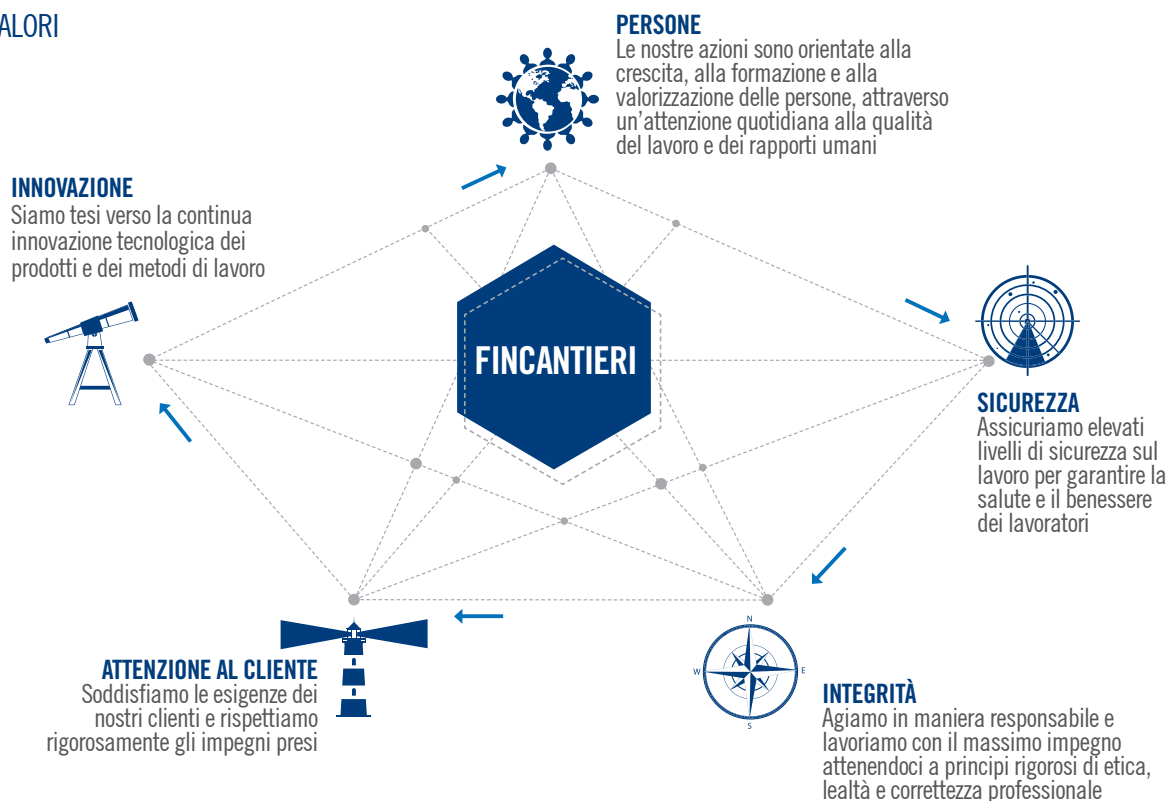 ALORI
PERSONE
Le nostre azioni sono orientate alla
crescita, alla formazione e alla
valorizzazione delle persone, attraverso
un'attenzione quotidiana alla qualità
del lavoro e dei rapporti umani
INNOVAZIONE
Siamo tesi verso la continua
innovazione tecnologica dei
prodotti e dei metodi di lavoro
FINCANTIERI
SICUREZZA
Assicuriamo elevati
livelli di sicurezza sul
lavoro per garantire la
salute e il benessere
dei lavoratori
ATTENZIONE AL CLIENTE
Soddisfiamo le esigenze dei
nostri clienti e rispettiamo
rigorosamente gli impegni presi
N
W
E
S
INTEGRITÀ
Agiamo in maniera responsabile e
lavoriamo con il massimo impegno
attenendoci a principi rigorosi di etica,
lealtà e correttezza professionale